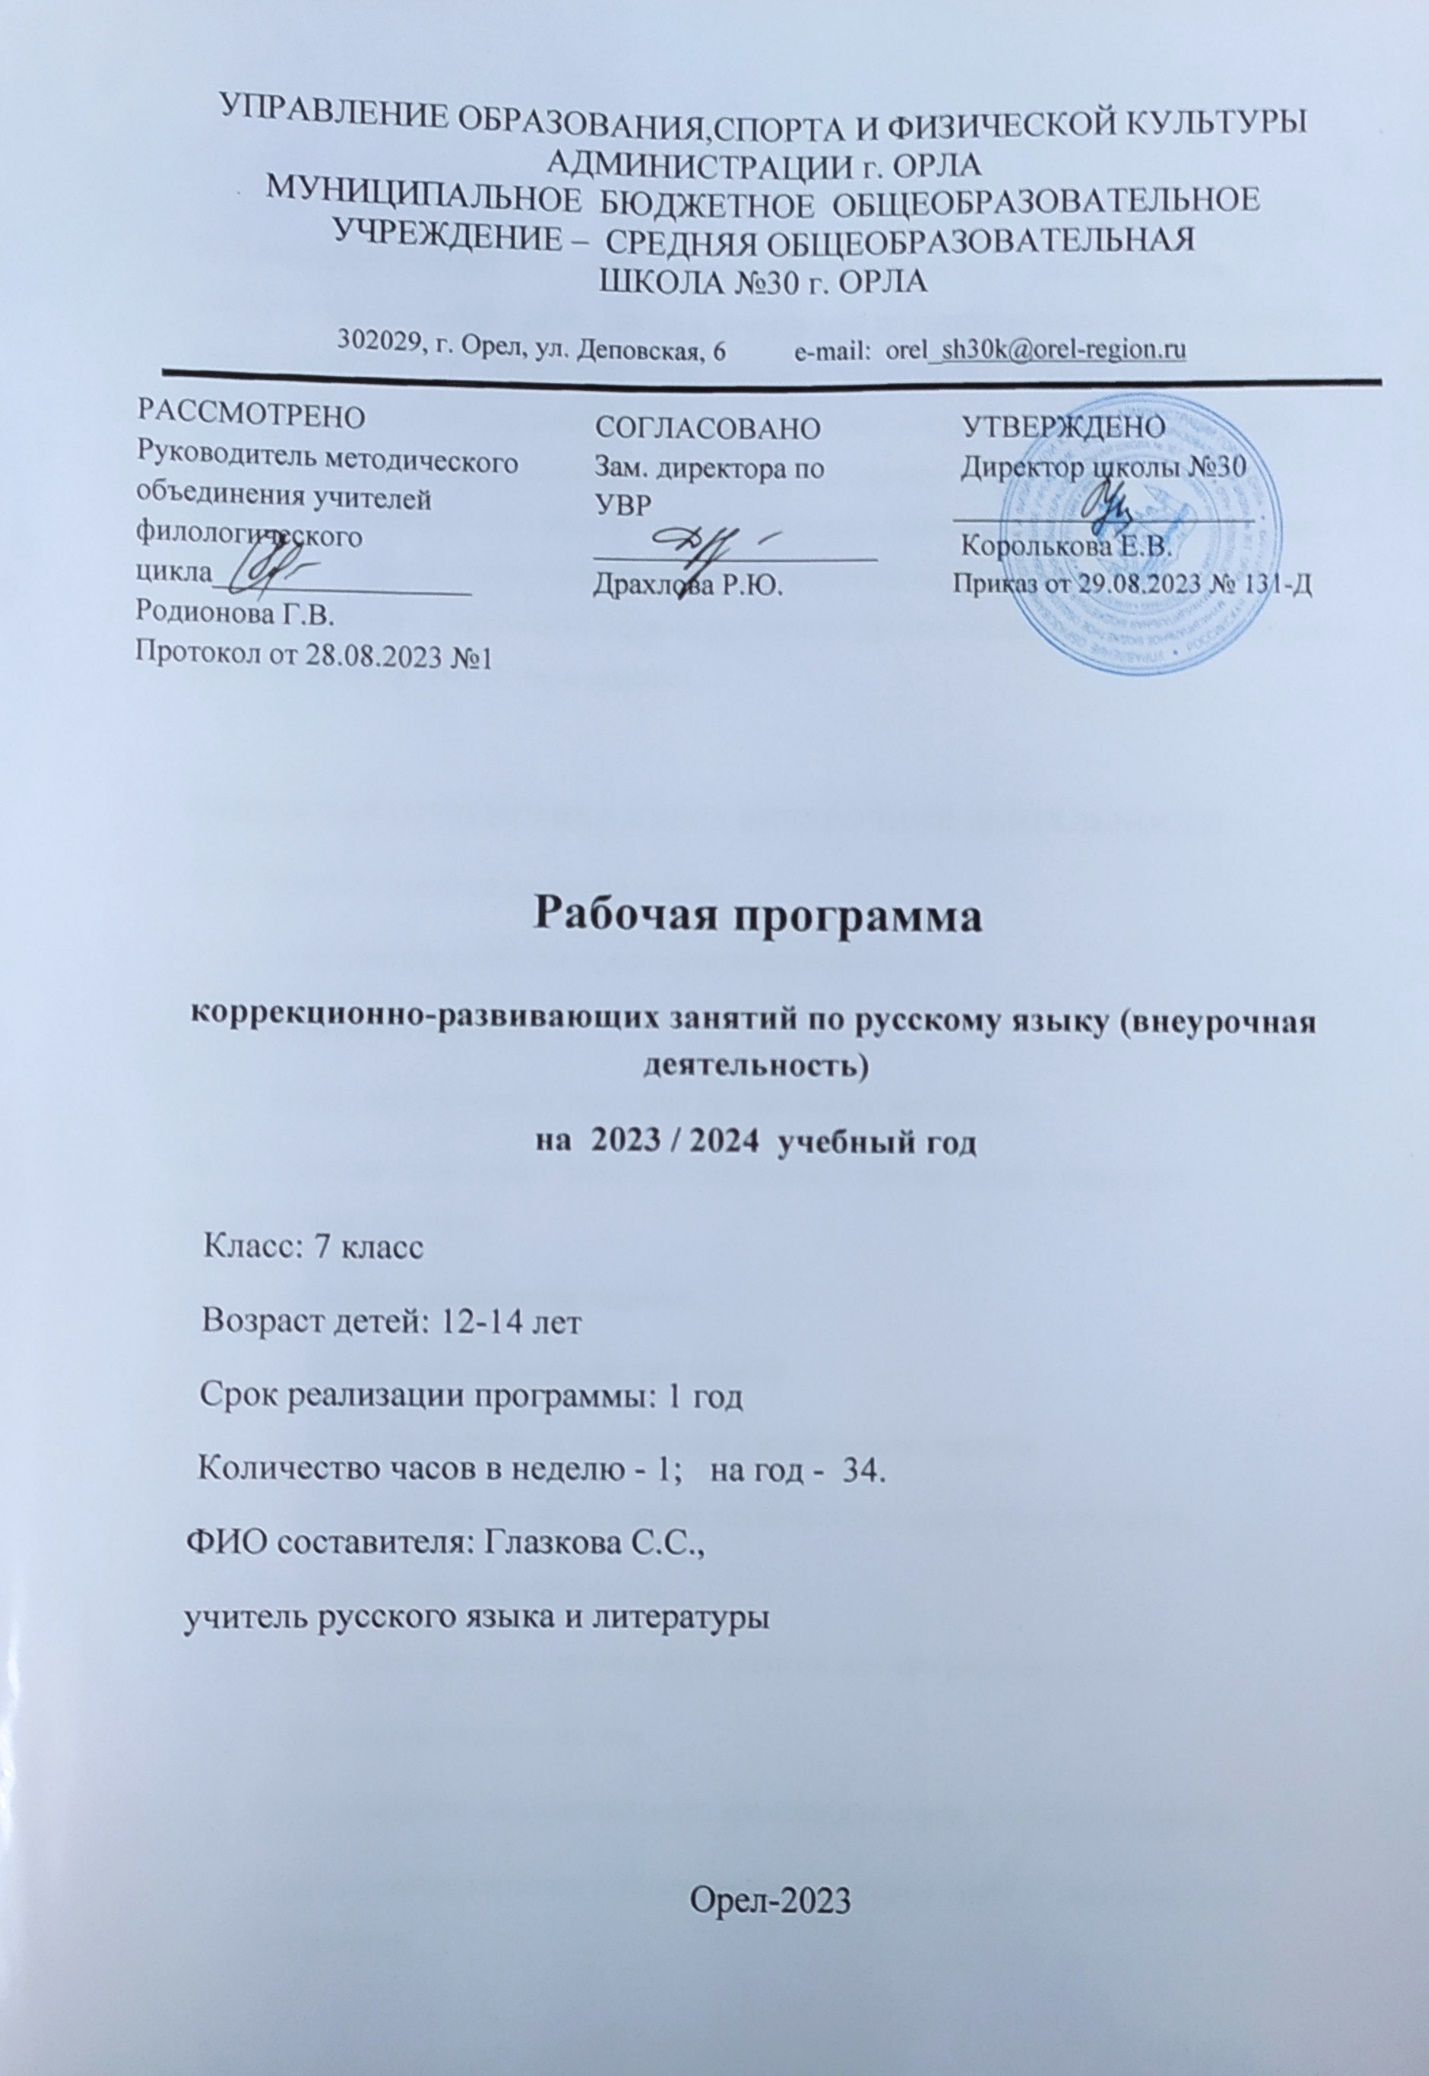 УПРАВЛЕНИЕ ОБРАЗОВАНИЯ,СПОРТА И ФИЗИЧЕСКОЙ КУЛЬТУРЫ
АДМИНИСТРАЦИИ г. ОРЛА
МУНИЦИПАЛЬНОЕ БЮДЖЕТНОЕ ОБЩЕОБРАЗОВАТЕЛЬНОЕ
УЧРЕЖДЕНИЕ – СРЕДНЯЯ ОБЩЕОБРАЗОВАТЕЛЬНАЯ
ШКОЛА №30 г. ОРЛА
302029, г. Орел, ул. Деповская, 6 e-mail: orel_sh30k@orel-region.ru
РАССМОТРЕНО
Руководитель методического
объединения учителей
филологического
цикла
Родионова Г.В.
Протокол от 28.08.2023 №1
СОГЛАСОВАНО
Зам. директора по
УВР
Драхлова Р.Ю.
УТВЕРЖДЕНО
Директор школы №30
Королькова Е.В.
Приказ от 29.08.2023 № 131-Д
Рабочая программа
коррекционно-развивающих занятий по русскому языку (внеурочная
деятельность)
на 2023 / 2024 учебный год
Класс: 7 класс
Возраст детей: 12-14 лет
Срок реализации программы: 1 год
Количество часов в неделю - 1; на год - 34.
ФИО составителя: Глазкова С.С.,
учитель русского языка и литературы
Орел-2023